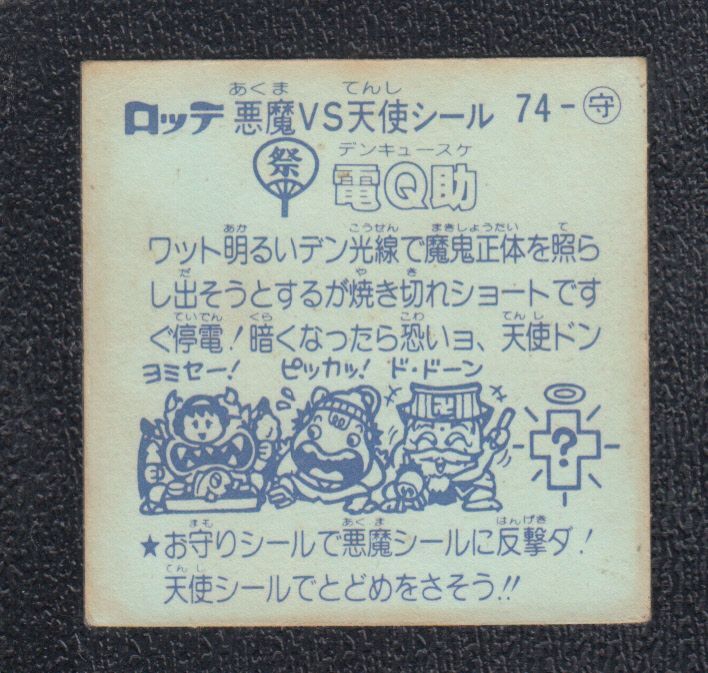 ロッテ 悪魔VS天使シール 74-守
あくま てんし
祭 電Q助
デンキュースケ
ワット明るいデン光線で魔鬼正体を照ら
あか こうせん まきしょうたい て
し出そうとするが焼き切れショートです
だ や き
ぐ停電!暗くなったら恐いョ、天使ドン
ていでん くら こわ てんし
ヨミセー! ピッカッ! ド・ドーン
?
★お守りシールで悪魔シールに反撃ダ!
まも あくま はんげき
天使シールでとどめをさそう!!
てんし